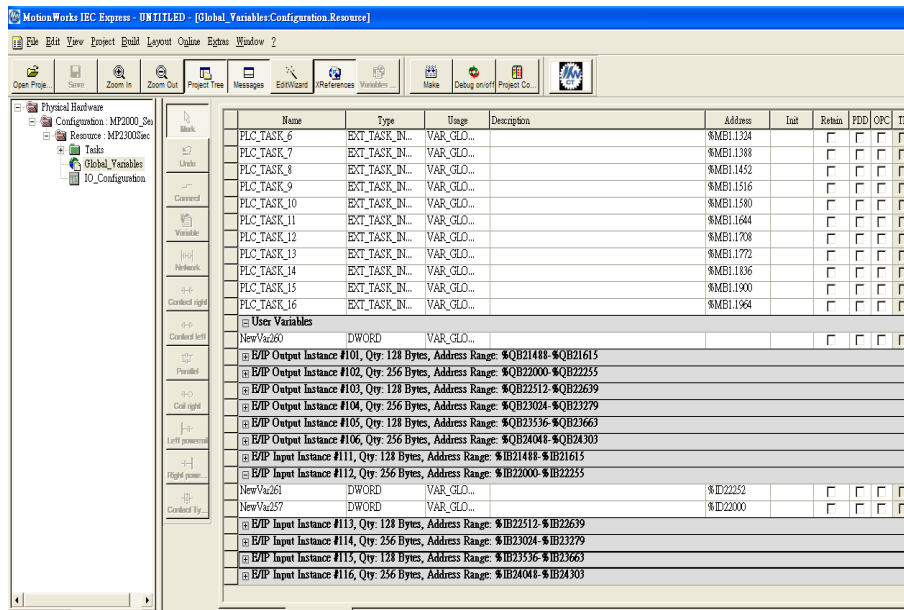 MotionWorks IEC Express - UNTITLED - [Global_Variables:Configuration.Resource]
File Edit View Project Build Layout Online Extras Window ?
Open Proje... Save Zoom In Zoom Out Project Tree Messages EditWizard XReferences Variables ... Make Debug on/off Project Co...
Physical Hardware
Configuration : MP2000_Ser
Resource : MP2300Siec
Tasks
Global_Variables
IO_Configuration
Mark
Undo
Connect
Variable
Network
Contact right
Contact left
Parallel
Coil right
Left powerrail
Right powe...
Contact Ty...
Name Type Usage Description Address Init Retain PDD OPC
PLC_TASK_6 EXT_TASK_IN... VAR_GLO... %MB1.1324
PLC_TASK_7 EXT_TASK_IN... VAR_GLO... %MB1.1388
PLC_TASK_8 EXT_TASK_IN... VAR_GLO... %MB1.1452
PLC_TASK_9 EXT_TASK_IN... VAR_GLO... %MB1.1516
PLC_TASK_10 EXT_TASK_IN... VAR_GLO... %MB1.1580
PLC_TASK_11 EXT_TASK_IN... VAR_GLO... %MB1.1644
PLC_TASK_12 EXT_TASK_IN... VAR_GLO... %MB1.1708
PLC_TASK_13 EXT_TASK_IN... VAR_GLO... %MB1.1772
PLC_TASK_14 EXT_TASK_IN... VAR_GLO... %MB1.1836
PLC_TASK_15 EXT_TASK_IN... VAR_GLO... %MB1.1900
PLC_TASK_16 EXT_TASK_IN... VAR_GLO... %MB1.1964
User Variables
NewVar260 DWORD VAR_GLO...
E/IP Output Instance #101, Qty: 128 Bytes, Address Range: %QB21488-%QB21615
E/IP Output Instance #102, Qty: 256 Bytes, Address Range: %QB22000-%QB22255
E/IP Output Instance #103, Qty: 128 Bytes, Address Range: %QB22512-%QB22639
E/IP Output Instance #104, Qty: 256 Bytes, Address Range: %QB23024-%QB23279
E/IP Output Instance #105, Qty: 128 Bytes, Address Range: %QB23536-%QB23663
E/IP Output Instance #106, Qty: 256 Bytes, Address Range: %QB24048-%QB24303
E/IP Input Instance #111, Qty: 128 Bytes, Address Range: %IB21488-%IB21615
E/IP Input Instance #112, Qty: 256 Bytes, Address Range: %IB22000-%IB22255
NewVar261 DWORD VAR_GLO... %ID22252
NewVar257 DWORD VAR_GLO... %ID22000
E/IP Input Instance #113, Qty: 128 Bytes, Address Range: %IB22512-%IB22639
E/IP Input Instance #114, Qty: 256 Bytes, Address Range: %IB23024-%IB23279
E/IP Input Instance #115, Qty: 128 Bytes, Address Range: %IB23536-%IB23663
E/IP Input Instance #116, Qty: 256 Bytes, Address Range: %IB24048-%IB24303